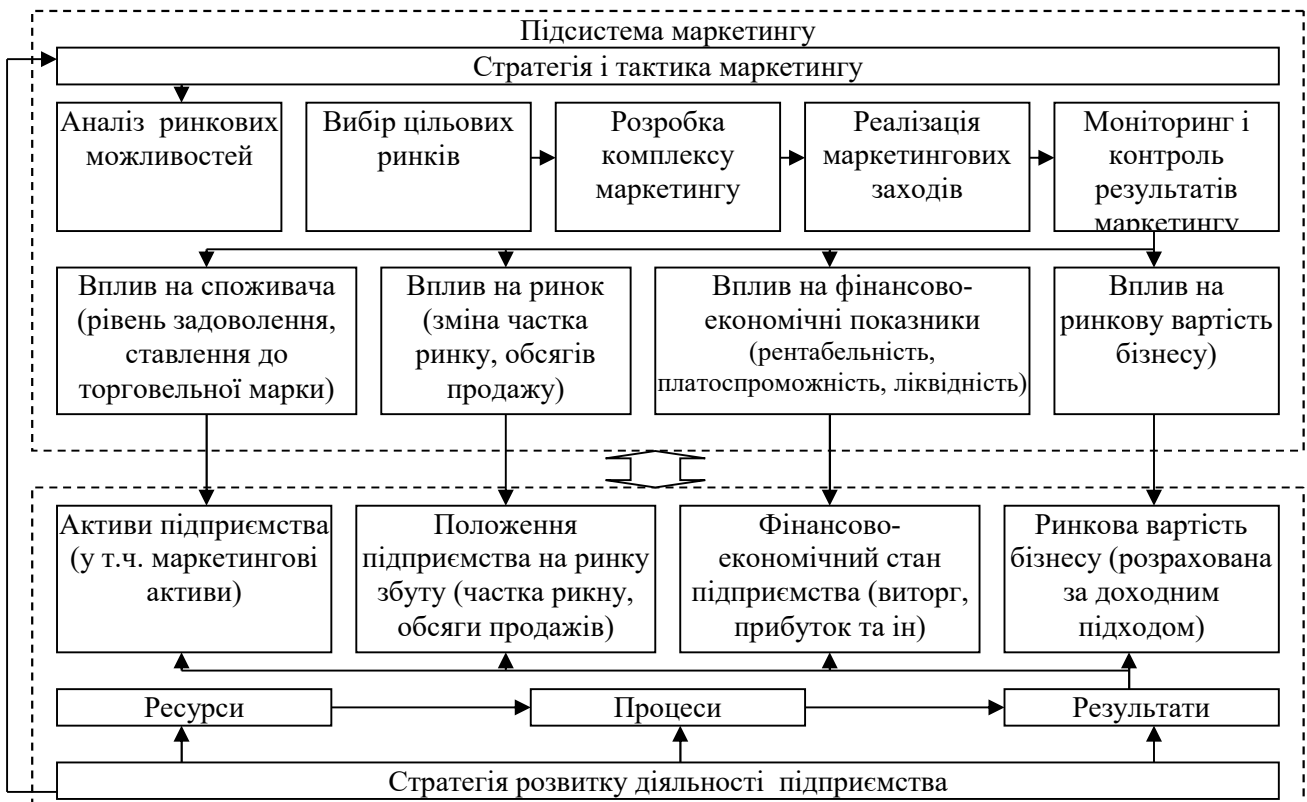 Підсистема маркетингу
Стратегія і тактика маркетингу
Аналіз ринкових
можливостей
Вибір цільових
ринків
Розробка
комплексу
маркетингу
Реалізація
маркетингових
заходів
Моніторинг і
контроль
результатів
маркетингу
Вплив на споживача
(рівень задоволення,
ставлення до
торговельної марки)
Вплив на ринок
(зміна частка
ринку, обсягів
продажу)
Вплив на фінансово-
економічні показники
(рентабельність,
платоспроможність, ліквідність)
Вплив на
ринкову вартість
бізнесу)
Активи підприємства
(у т.ч. маркетингові
активи)
Положення
підприємства на ринку
збуту (частка рикну,
обсяги продажів)
Фінансово-
економічний стан
підприємства (виторг,
прибуток та ін)
Ринкова вартість
бізнесу (розрахована
за доходним
підходом)
Ресурси
Процеси
Результати
Стратегія розвитку діяльності підприємства